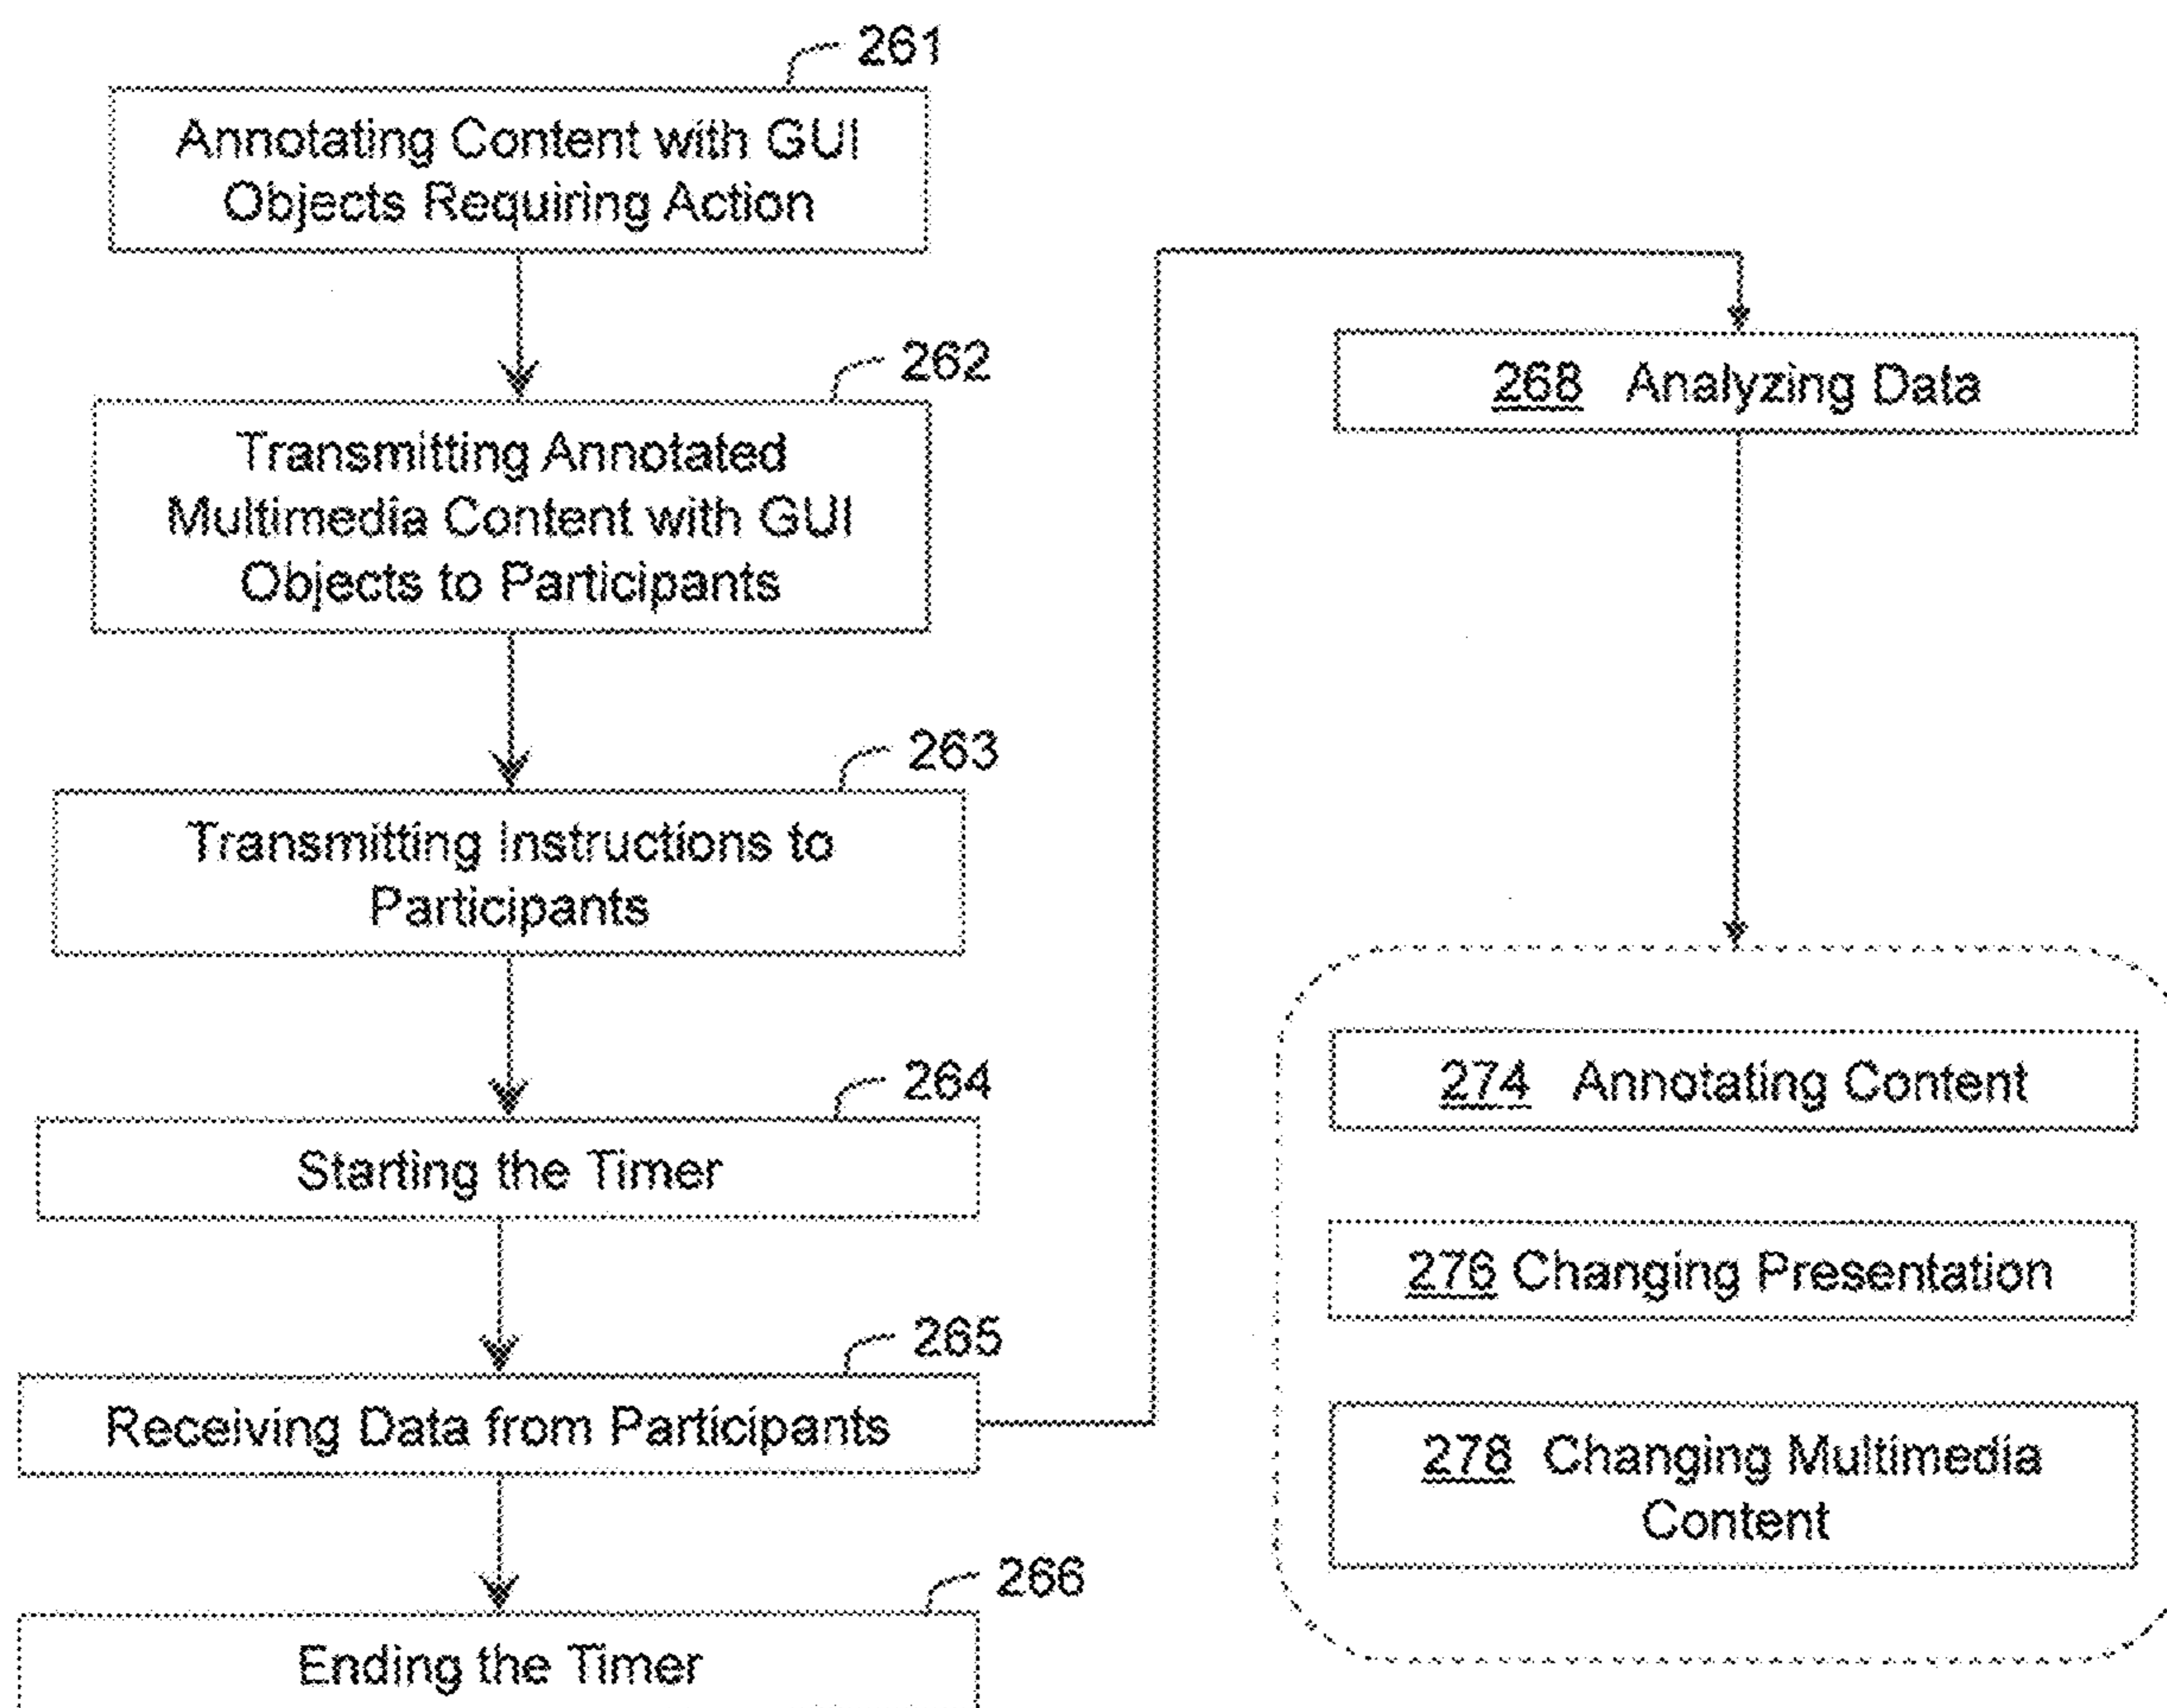 261
Annotating Content with GUI
Objects Requiring Action
262
Transmitting Annotated
Multimedia Content with GUI
Objects to Participants
263
Transmitting Instructions to
Participants
264
Starting the Timer
265
Receiving Data from Participants
266
Ending the Timer
268 Analyzing Data
274 Annotating Content
276 Changing Presentation
278 Changing Multimedia
Content